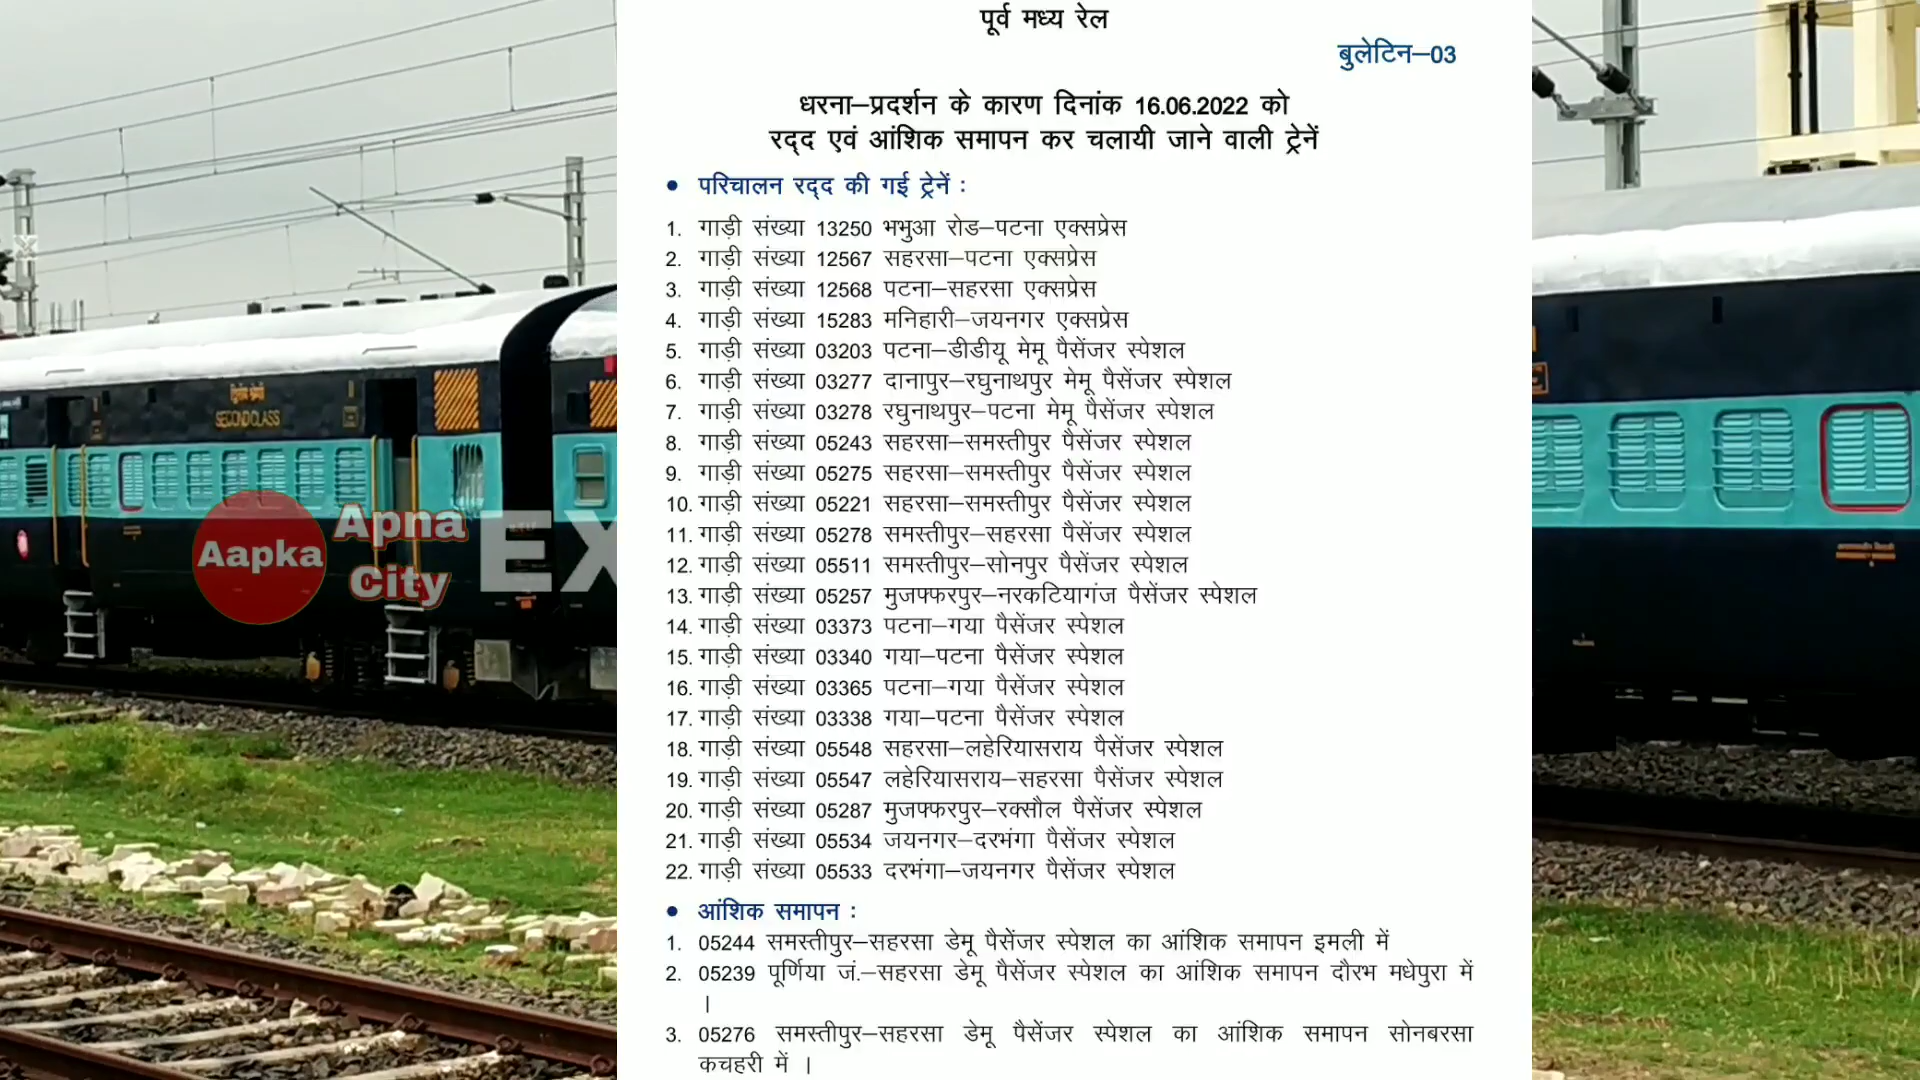 पूर्व मध्य रेल
बुलेटिन–03
धरना–प्रदर्शन के कारण दिनांक 16.06.2022 को
रद्द एवं आंशिक समापन कर चलायी जाने वाली ट्रेनें
• परिचालन रद्द की गई ट्रेनें :
1. गाड़ी संख्या 13250 भभुआ रोड–पटना एक्सप्रेस
2. गाड़ी संख्या 12567 सहरसा–पटना एक्सप्रेस
3. गाड़ी संख्या 12568 पटना–सहरसा एक्सप्रेस
4. गाड़ी संख्या 15283 मनिहारी–जयनगर एक्सप्रेस
5. गाड़ी संख्या 03203 पटना–डीडीयू मेमू पैसेंजर स्पेशल
6. गाड़ी संख्या 03277 दानापुर–रघुनाथपुर मेमू पैसेंजर स्पेशल
7. गाड़ी संख्या 03278 रघुनाथपुर–पटना मेमू पैसेंजर स्पेशल
8. गाड़ी संख्या 05243 सहरसा–समस्तीपुर पैसेंजर स्पेशल
9. गाड़ी संख्या 05275 सहरसा–समस्तीपुर पैसेंजर स्पेशल
10. गाड़ी संख्या 05221 सहरसा–समस्तीपुर पैसेंजर स्पेशल
11. गाड़ी संख्या 05278 समस्तीपुर–सहरसा पैसेंजर स्पेशल
12. गाड़ी संख्या 05511 समस्तीपुर–सोनपुर पैसेंजर स्पेशल
13. गाड़ी संख्या 05257 मुजफ्फरपुर–नरकटियागंज पैसेंजर स्पेशल
14. गाड़ी संख्या 03373 पटना–गया पैसेंजर स्पेशल
15. गाड़ी संख्या 03340 गया–पटना पैसेंजर स्पेशल
16. गाड़ी संख्या 03365 पटना–गया पैसेंजर स्पेशल
17. गाड़ी संख्या 03338 गया–पटना पैसेंजर स्पेशल
18. गाड़ी संख्या 05548 सहरसा–लहेरियासराय पैसेंजर स्पेशल
19. गाड़ी संख्या 05547 लहेरियासराय–सहरसा पैसेंजर स्पेशल
20. गाड़ी संख्या 05287 मुजफ्फरपुर–रक्सौल पैसेंजर स्पेशल
21. गाड़ी संख्या 05534 जयनगर–दरभंगा पैसेंजर स्पेशल
22. गाड़ी संख्या 05533 दरभंगा–जयनगर पैसेंजर स्पेशल
• आंशिक समापन :
1. 05244 समस्तीपुर–सहरसा डेमू पैसेंजर स्पेशल का आंशिक समापन इमली में
2. 05239 पूर्णिया जं.–सहरसा डेमू पैसेंजर स्पेशल का आंशिक समापन दौरभ मधेपुरा में
।
3. 05276 समस्तीपुर–सहरसा डेमू पैसेंजर स्पेशल का आंशिक समापन सोनबरसा
कचहरी में ।
SECOND CLASS
Aapka
Apna
City
EX